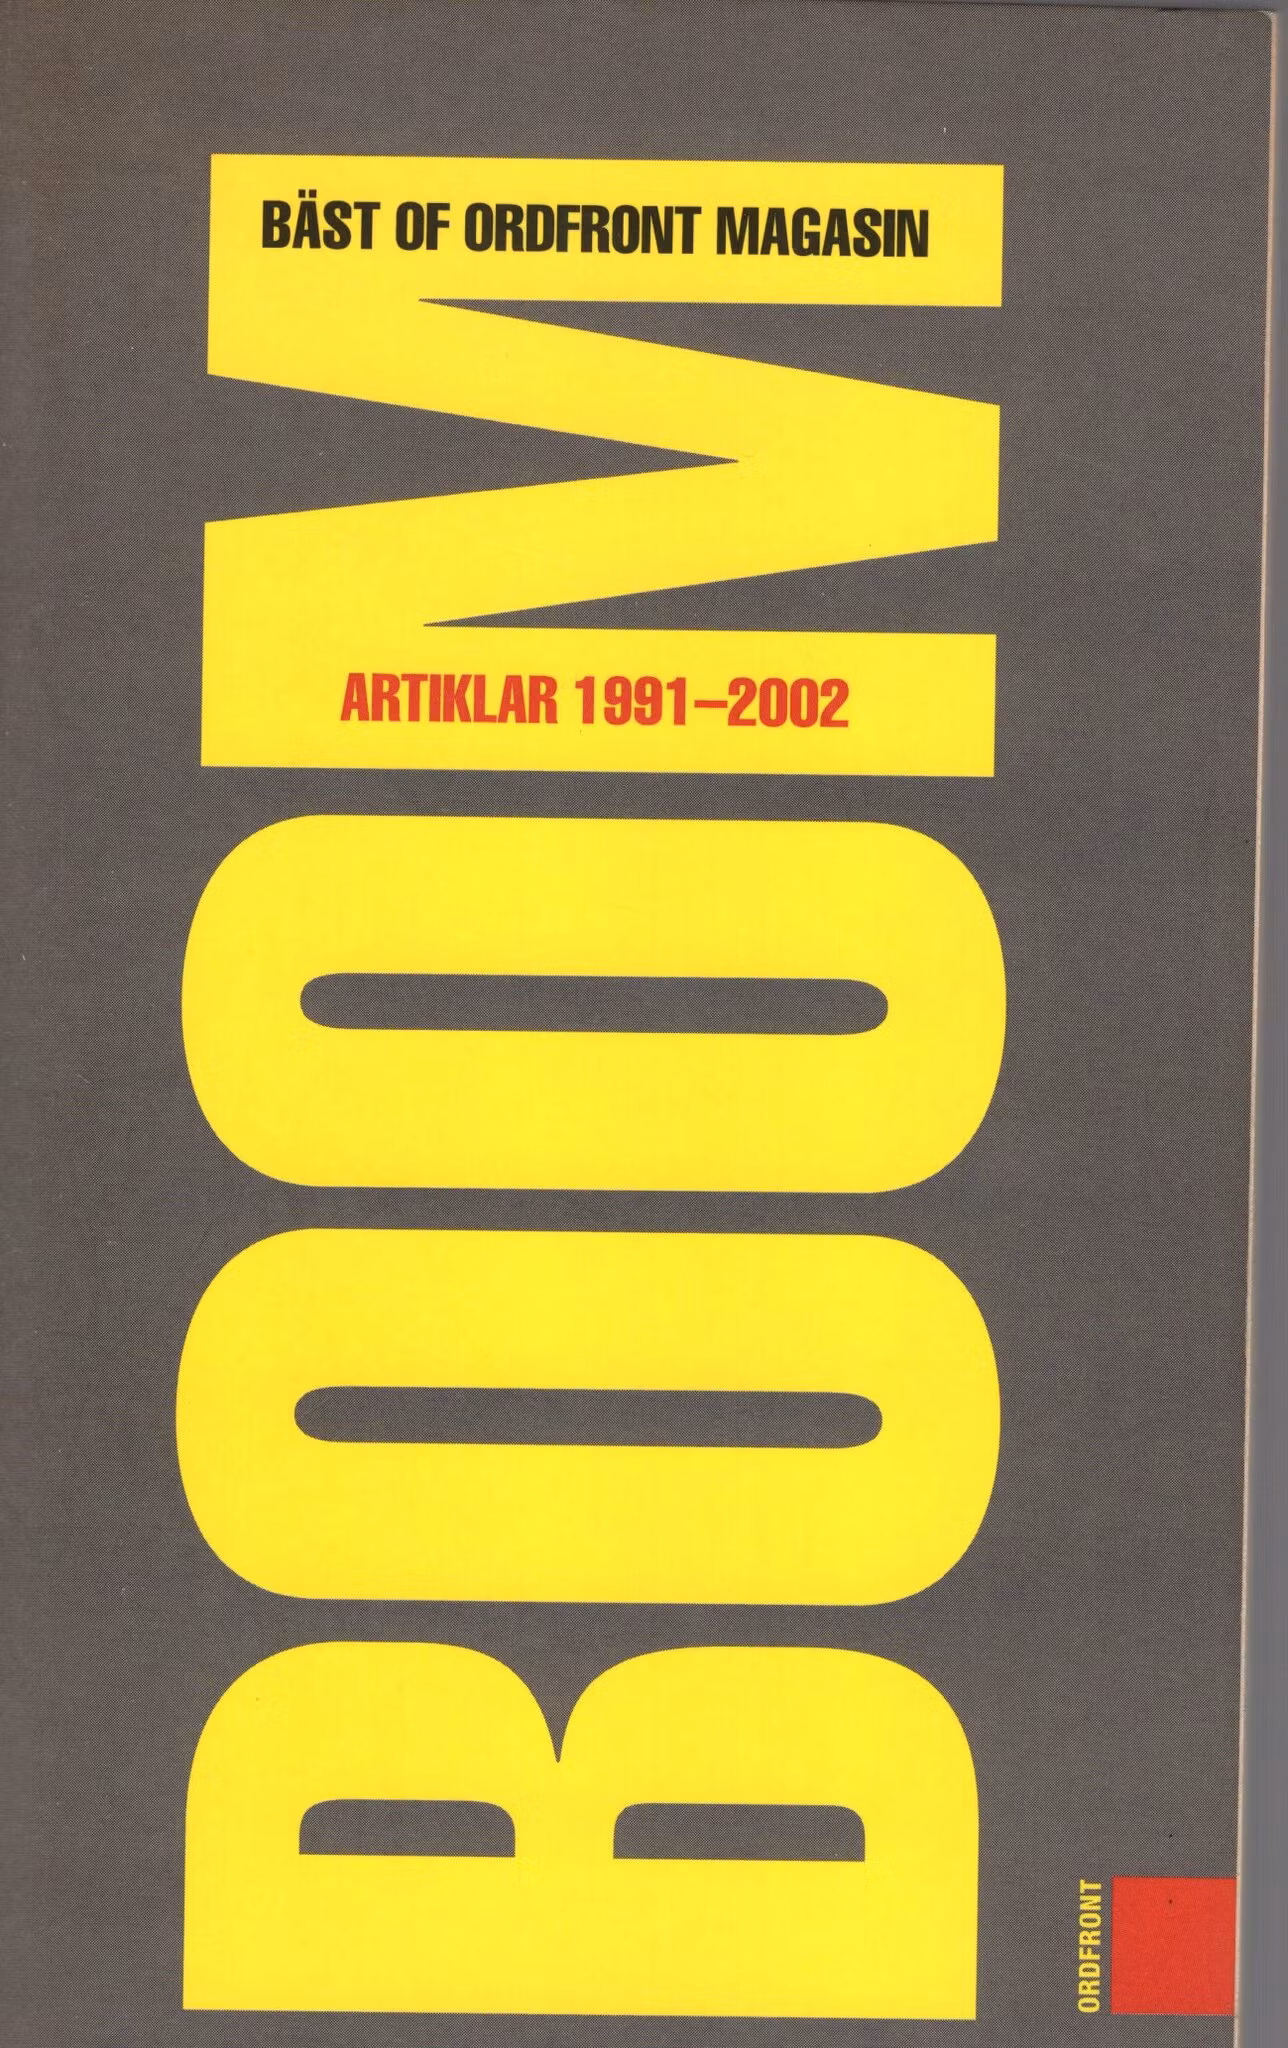 BOOM
BÄST OF ORDFRONT MAGASIN
ARTIKLAR 1991–2002
ORDFRONT